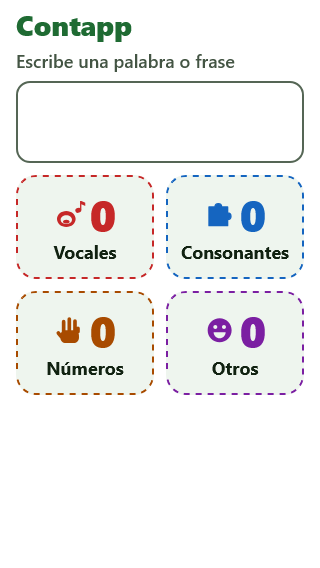 Contapp
Escribe una palabra o frase
0
Vocales
0
Consonantes
0
Números
0
Otros